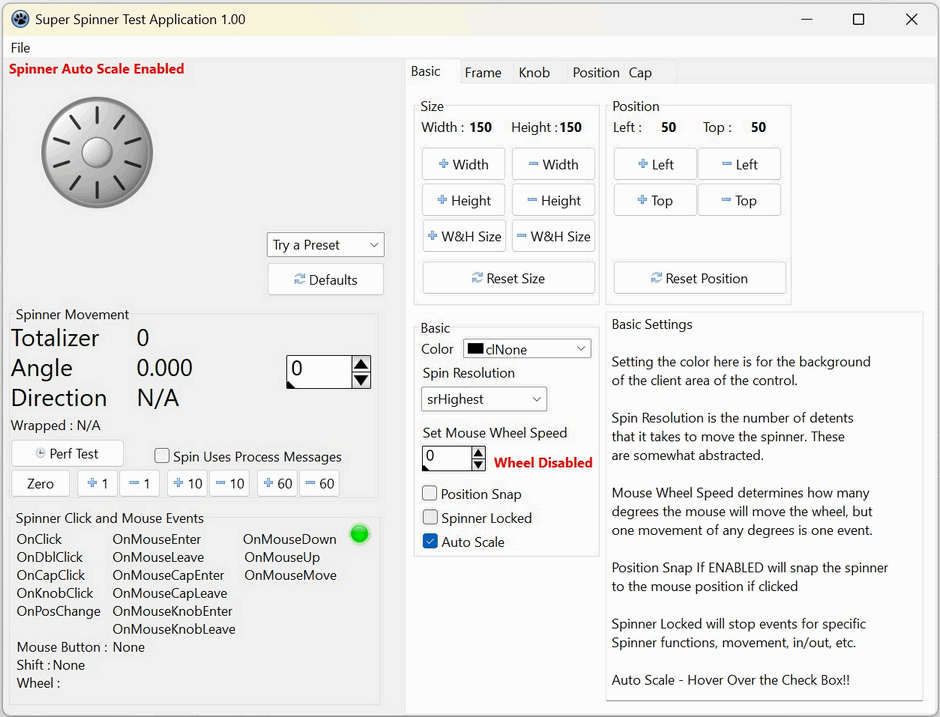 Super Spinner Test Application 1.00
File
Spinner Auto Scale Enabled
Try a Preset
Defaults
Spinner Movement
Totalizer 0
Angle 0.000
Direction N/A
0
Wrapped : N/A
Perf Test
Spin Uses Process Messages
Zero + 1 − 1 + 10 − 10 + 60 − 60
Spinner Click and Mouse Events
OnClick OnMouseEnter OnMouseDown
OnDblClick OnMouseLeave OnMouseUp
OnCapClick OnMouseCapEnter OnMouseMove
OnKnobClick OnMouseCapLeave
OnPosChange OnMouseKnobEnter
OnMouseKnobLeave
Mouse Button : None
Shift : None
Wheel :
Basic Frame Knob Position Cap
Size
Width : 150 Height : 150
+ Width − Width
+ Height − Height
+ W&H Size − W&H Size
Reset Size
Position
Left : 50 Top : 50
+ Left − Left
+ Top − Top
Reset Position
Basic
Color clNone
Spin Resolution
srHighest
Set Mouse Wheel Speed
0 Wheel Disabled
Position Snap
Spinner Locked
Auto Scale
Basic Settings
Setting the color here is for the background
of the client area of the control.
Spin Resolution is the number of detents
that it takes to move the spinner. These
are somewhat abstracted.
Mouse Wheel Speed determines how many
degrees the mouse will move the wheel, but
one movement of any degrees is one event.
Position Snap If ENABLED will snap the spinner
to the mouse position if clicked
Spinner Locked will stop events for specific
Spinner functions, movement, in/out, etc.
Auto Scale - Hover Over the Check Box!!